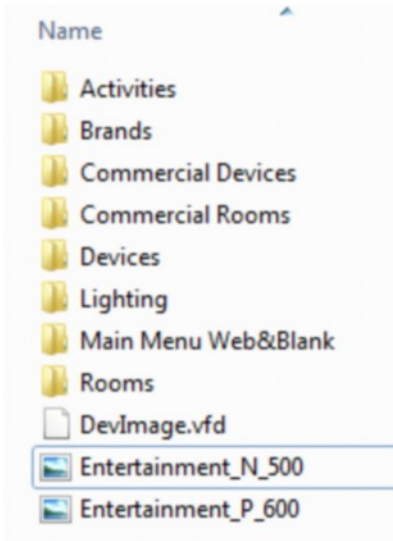 Name
Activities
Brands
Commercial Devices
Commercial Rooms
Devices
Lighting
Main Menu Web&Blank
Rooms
DevImage.vfd
Entertainment_N_500
Entertainment_P_600